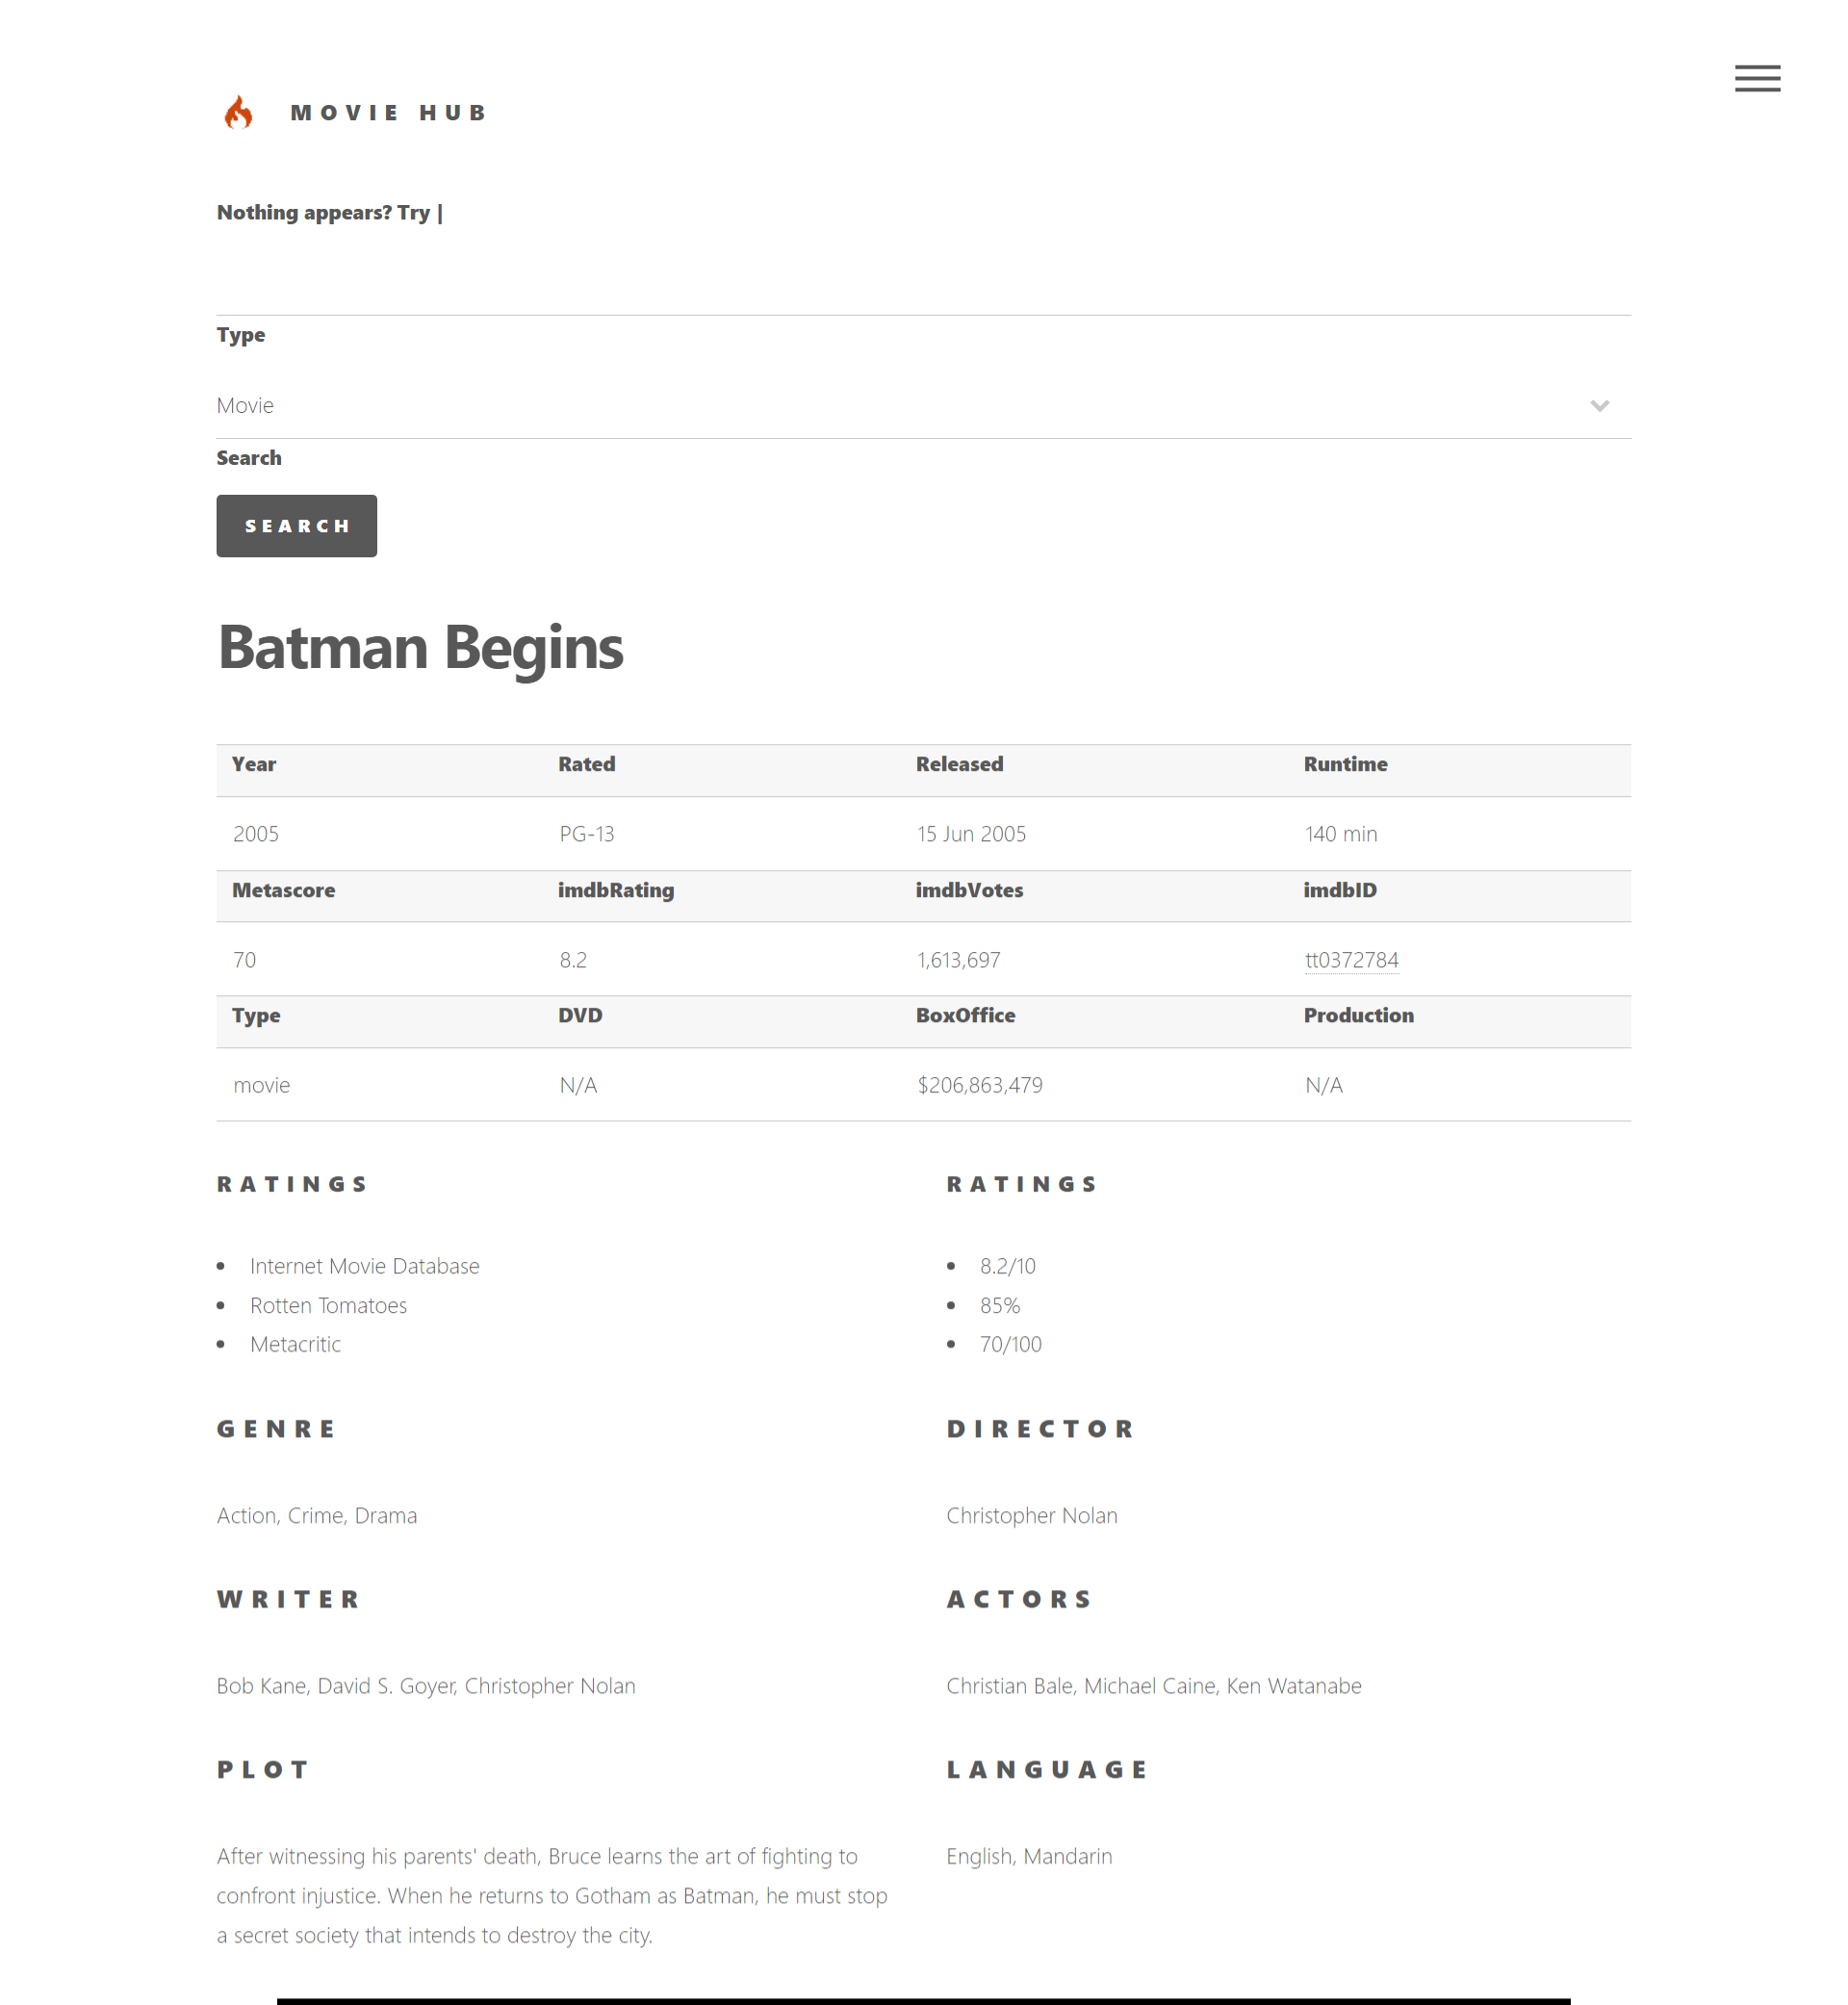 MOVIE HUB
Nothing appears? Try |
Type
Movie
Search
SEARCH
Batman Begins
Year Rated Released Runtime
2005 PG-13 15 Jun 2005 140 min
Metascore imdbRating imdbVotes imdbID
70 8.2 1,613,697 tt0372784
Type DVD BoxOffice Production
movie N/A $206,863,479 N/A
RATINGS RATINGS
Internet Movie Database 8.2/10
Rotten Tomatoes 85%
Metacritic 70/100
GENRE DIRECTOR
Action, Crime, Drama Christopher Nolan
WRITER ACTORS
Bob Kane, David S. Goyer, Christopher Nolan Christian Bale, Michael Caine, Ken Watanabe
PLOT LANGUAGE
After witnessing his parents' death, Bruce learns the art of fighting to English, Mandarin
confront injustice. When he returns to Gotham as Batman, he must stop
a secret society that intends to destroy the city.